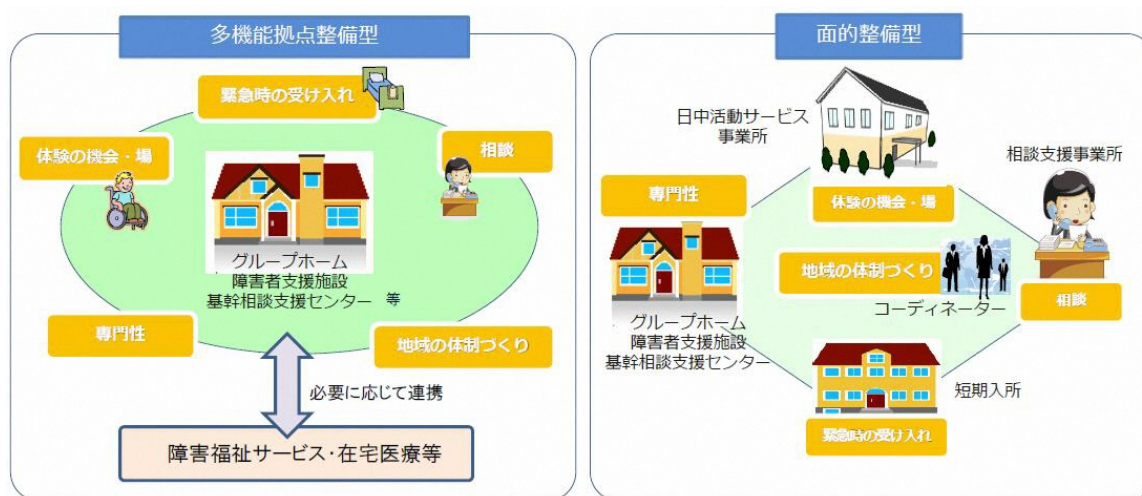 多機能拠点整備型
緊急時の受け入れ
体験の機会・場
相談
グループホーム
障害者支援施設
基幹相談支援センター 等
専門性
地域の体制づくり
必要に応じて連携
障害福祉サービス・在宅医療等
面的整備型
日中活動サービス
事業所
相談支援事業所
専門性
体験の機会・場
地域の体制づくり
コーディネーター
相談
グループホーム
障害者支援施設
基幹相談支援センター
短期入所
緊急時の受け入れ